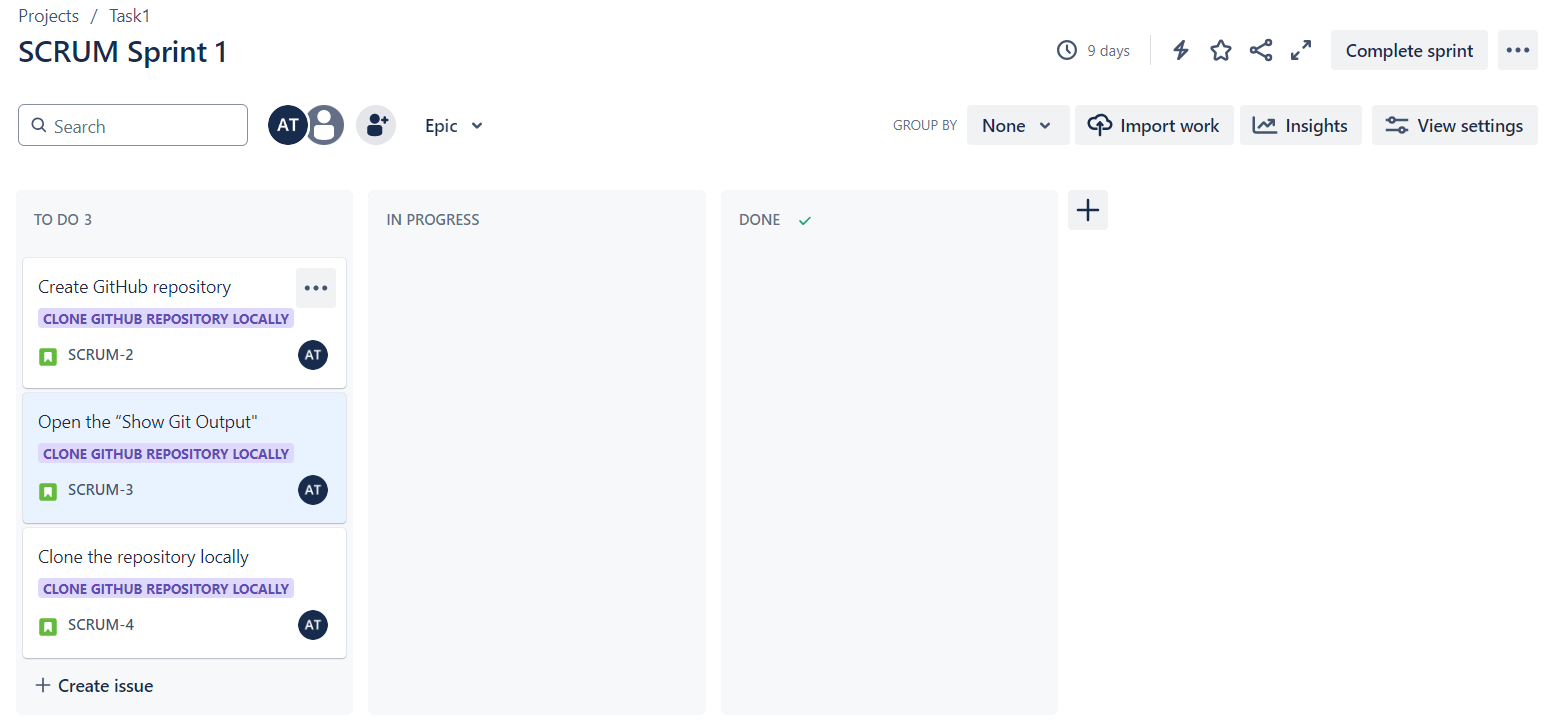 Projects / Task1
SCRUM Sprint 1
9 days
Complete sprint
Search
AT
Epic
GROUP BY
None
Import work
Insights
View settings
TO DO 3
IN PROGRESS
DONE
Create GitHub repository
CLONE GITHUB REPOSITORY LOCALLY
SCRUM-2
AT
Open the “Show Git Output"
CLONE GITHUB REPOSITORY LOCALLY
SCRUM-3
AT
Clone the repository locally
CLONE GITHUB REPOSITORY LOCALLY
SCRUM-4
AT
+ Create issue